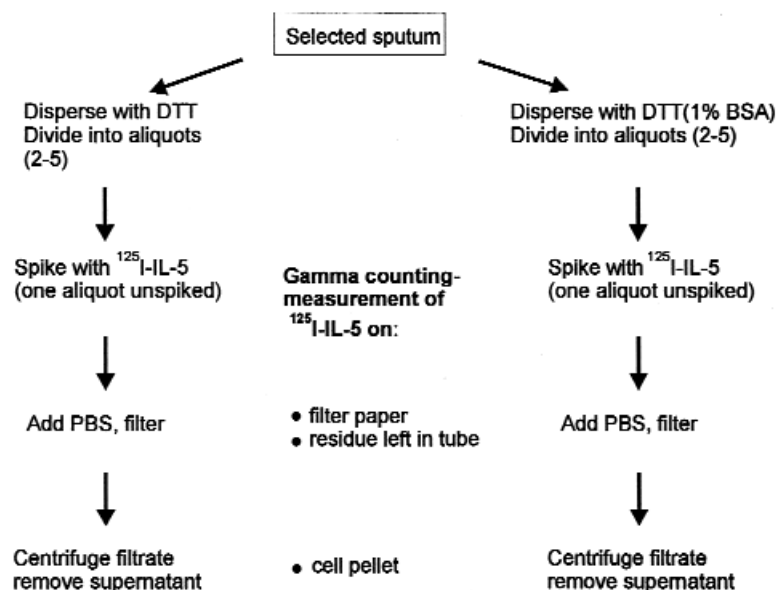 Selected sputum
Disperse with DTT
Divide into aliquots
(2-5)
Disperse with DTT(1% BSA)
Divide into aliquots (2-5)
Spike with ¹²⁵I-IL-5
(one aliquot unspiked)
Gamma counting-
measurement of
¹²⁵I-IL-5 on:
Spike with ¹²⁵I-IL-5
(one aliquot unspiked)
Add PBS, filter
• filter paper
• residue left in tube
Add PBS, filter
Centrifuge filtrate
remove supernatant
• cell pellet
Centrifuge filtrate
remove supernatant